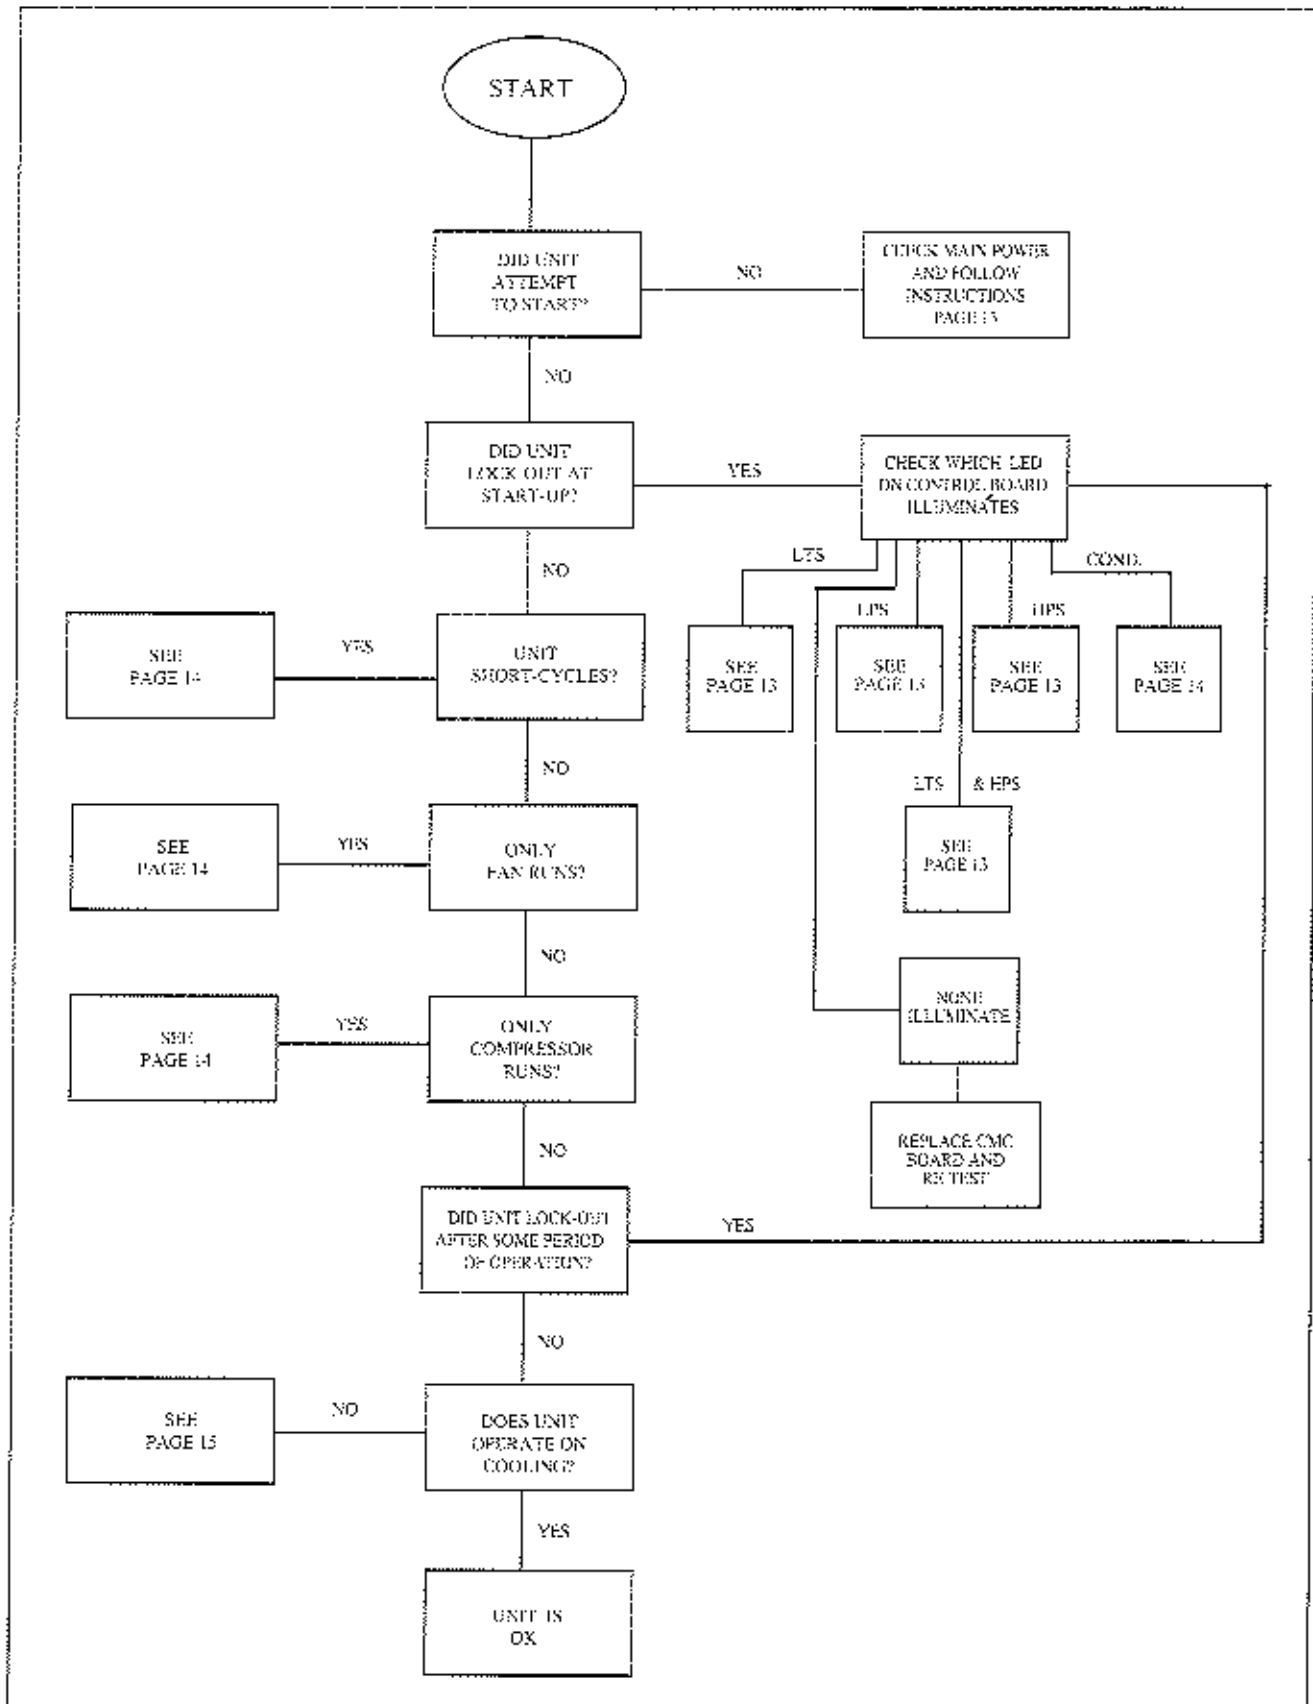 START
DID UNIT
ATTEMPT
TO START?
NO
CHECK MAIN POWER
AND FOLLOW
INSTRUCTIONS
PAGE 13
NO
DID UNIT
LOCK-OUT AT
START-UP?
YES
CHECK WHICH LED
ON CONTROL BOARD
ILLUMINATES
NO
LTS
LPS
HPS
COND.
SEE
PAGE 14
YES
UNIT
SHORT-CYCLES?
SEE
PAGE 13
SEE
PAGE
SEE
PAGE 13
SEE
PAGE 14
NO
LTS & HPS
SEE
PAGE 14
YES
ONLY
FAN RUNS?
SEE
PAGE 13
NO
SEE
PAGE 14
YES
ONLY
COMPRESSOR
RUNS?
NONE
ILLUMINATE
NO
REPLACE CMC
BOARD AND
RE TEST
DID UNIT LOCK-OUT
AFTER SOME PERIOD
OF OPERATION?
YES
NO
SEE
PAGE 15
NO
DOES UNIT
OPERATE ON
COOLING?
YES
UNIT IS
OK